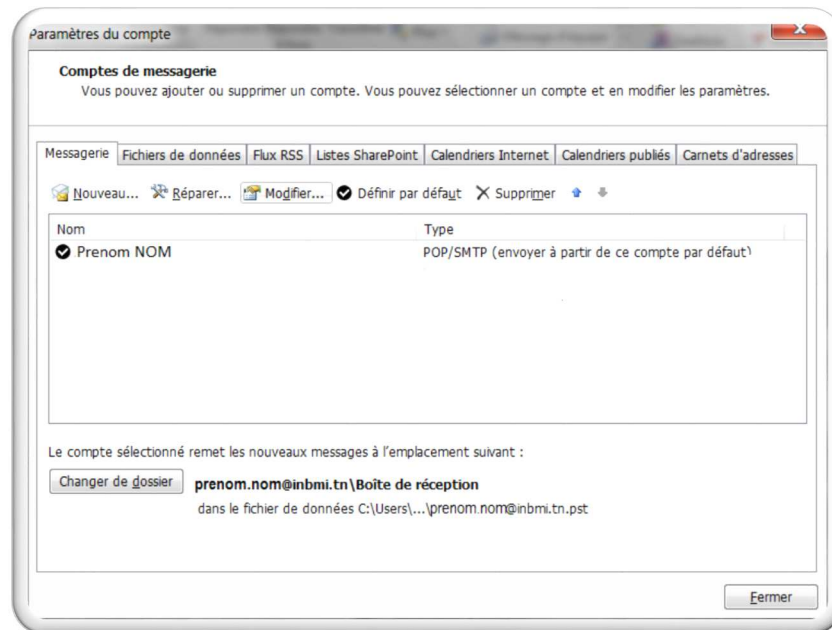 Paramètres du compte
X
Comptes de messagerie
Vous pouvez ajouter ou supprimer un compte. Vous pouvez sélectionner un compte et en modifier les paramètres.
Messagerie Fichiers de données Flux RSS Listes SharePoint Calendriers Internet Calendriers publiés Carnets d'adresses
Nouveau... Réparer... Modifier... Définir par défaut Supprimer
Nom Type
Prenom NOM POP/SMTP (envoyer à partir de ce compte par défaut)
Le compte sélectionné remet les nouveaux messages à l'emplacement suivant :
Changer de dossier prenom.nom@inbmi.tn\Boîte de réception
dans le fichier de données C:\Users\...\prenom.nom@inbmi.tn.pst
Fermer